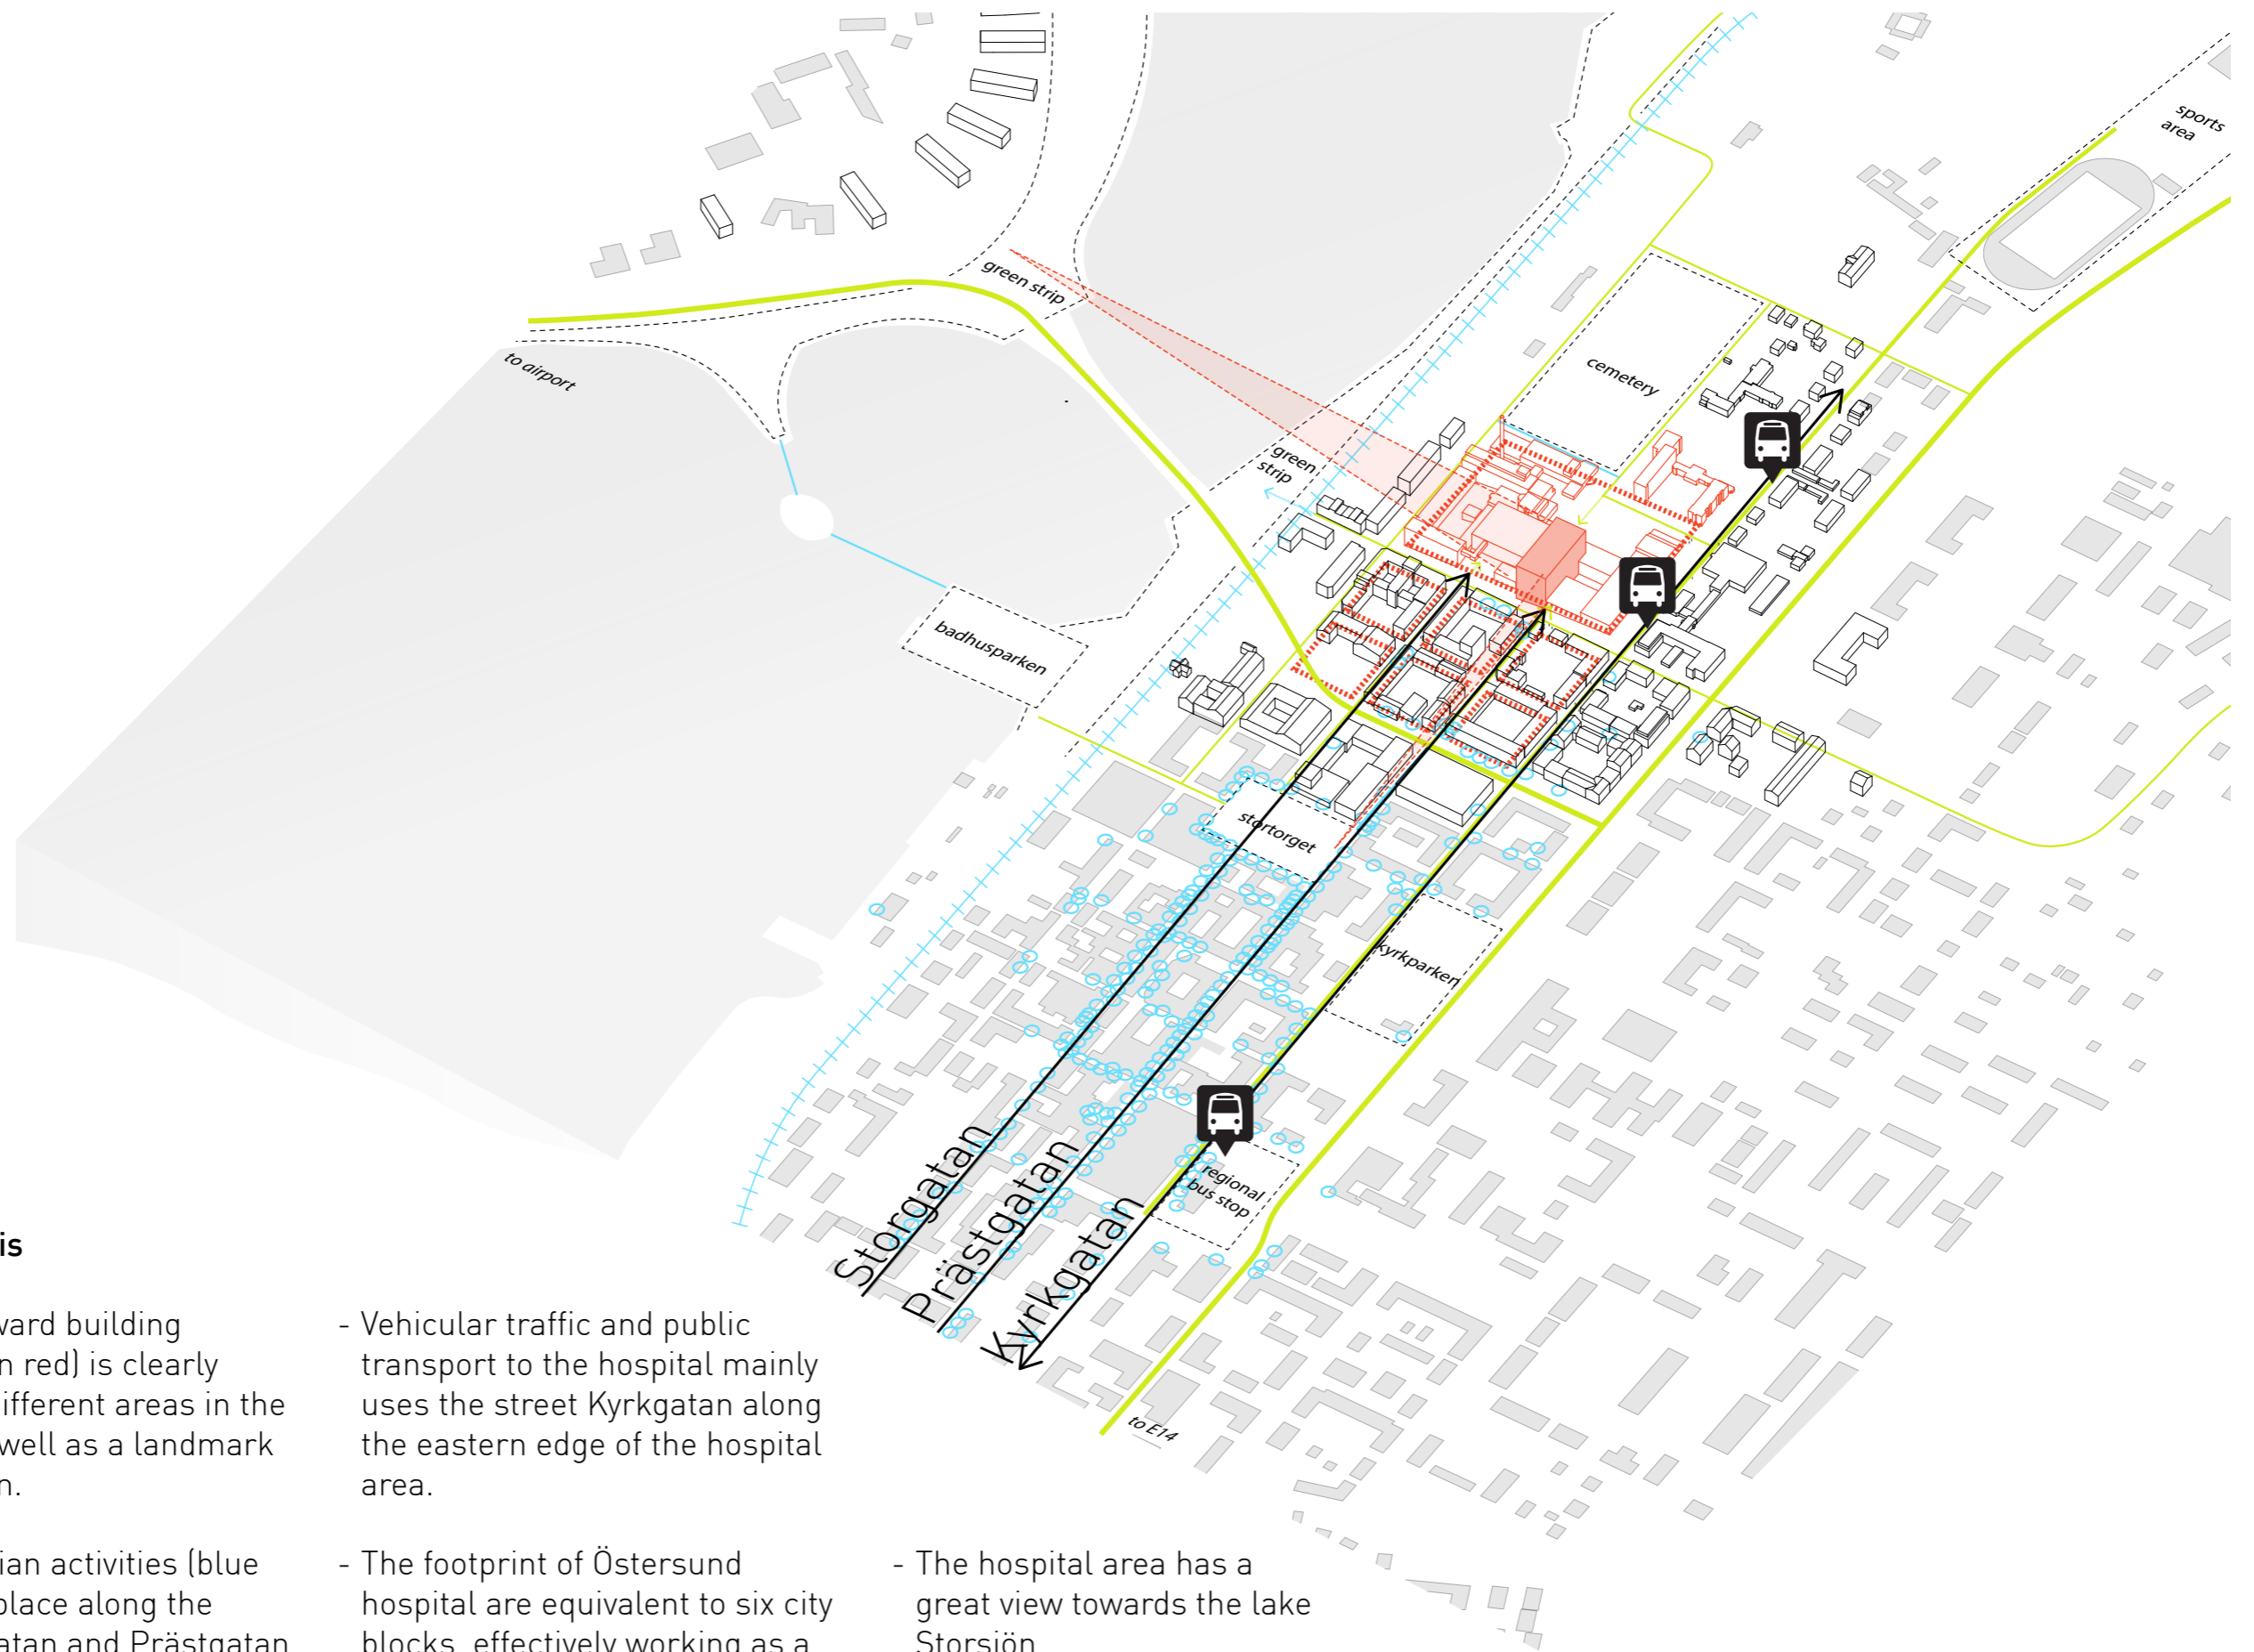 sports
area
green strip
to airport
cemetery
green
strip
badhusparken
stortorget
kyrkparken
regional
bus stop
Storgatan
Prästgatan
Kyrkgatan
to E14
is
ward building
n red) is clearly
ifferent areas in the
well as a landmark
n.
ian activities (blue
place along the
atan and Prästgatan
- Vehicular traffic and public
transport to the hospital mainly
uses the street Kyrkgatan along
the eastern edge of the hospital
area.
- The footprint of Östersund
hospital are equivalent to six city
blocks, effectively working as a
- The hospital area has a
great view towards the lake
Storsjön